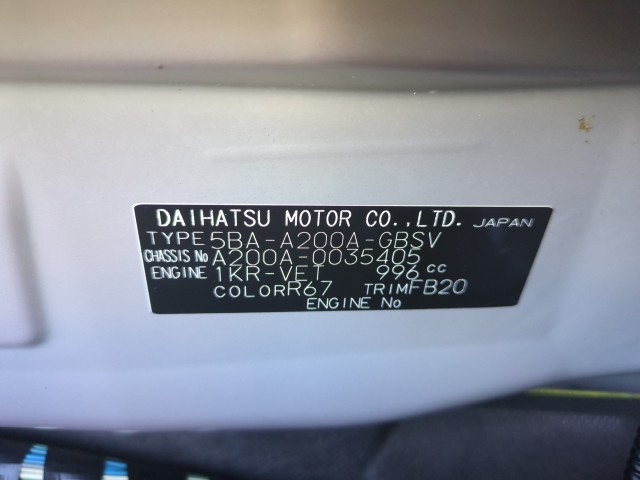 DAIHATSU MOTOR CO.,LTD. JAPAN
TYPE 5BA-A200A-GBSV
CHASSIS No A200A-0035405
ENGINE 1KR-VET 996 cc
COLOR R67 TRIM FB20
ENGINE No